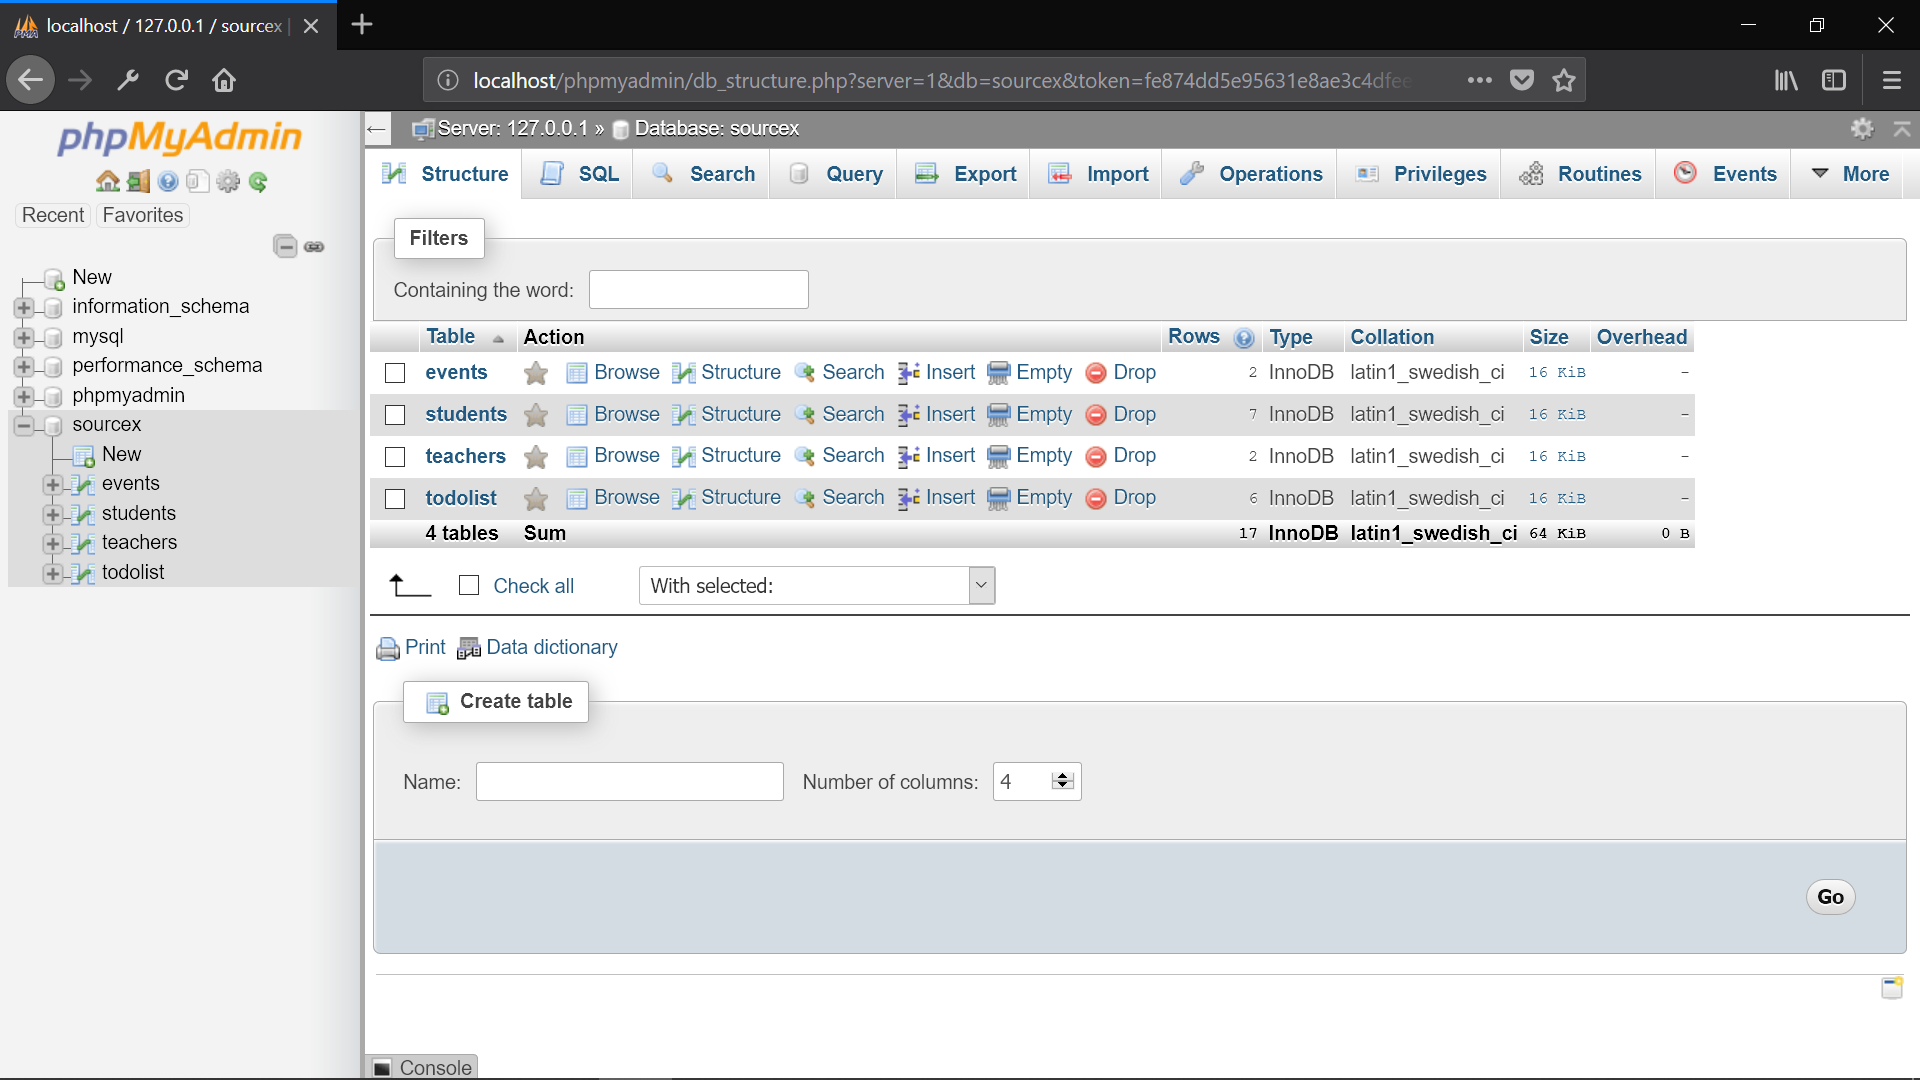 localhost / 127.0.0.1 / sourcex
localhost/phpmyadmin/db_structure.php?server=1&db=sourcex&token=fe874dd5e95631e8ae3c4dfee
phpMyAdmin
Recent Favorites
New
information_schema
mysql
performance_schema
phpmyadmin
sourcex
New
events
students
teachers
todolist
Server: 127.0.0.1 » Database: sourcex
Structure SQL Search Query Export Import Operations Privileges Routines Events More
Filters
Containing the word:
Table Action Rows Type Collation Size Overhead
events Browse Structure Search Insert Empty Drop 2 InnoDB latin1_swedish_ci 16 KiB -
students Browse Structure Search Insert Empty Drop 7 InnoDB latin1_swedish_ci 16 KiB -
teachers Browse Structure Search Insert Empty Drop 2 InnoDB latin1_swedish_ci 16 KiB -
todolist Browse Structure Search Insert Empty Drop 6 InnoDB latin1_swedish_ci 16 KiB -
4 tables Sum 17 InnoDB latin1_swedish_ci 64 KiB 0 B
Check all With selected:
Print Data dictionary
Create table
Name: Number of columns: 4
Go
Console